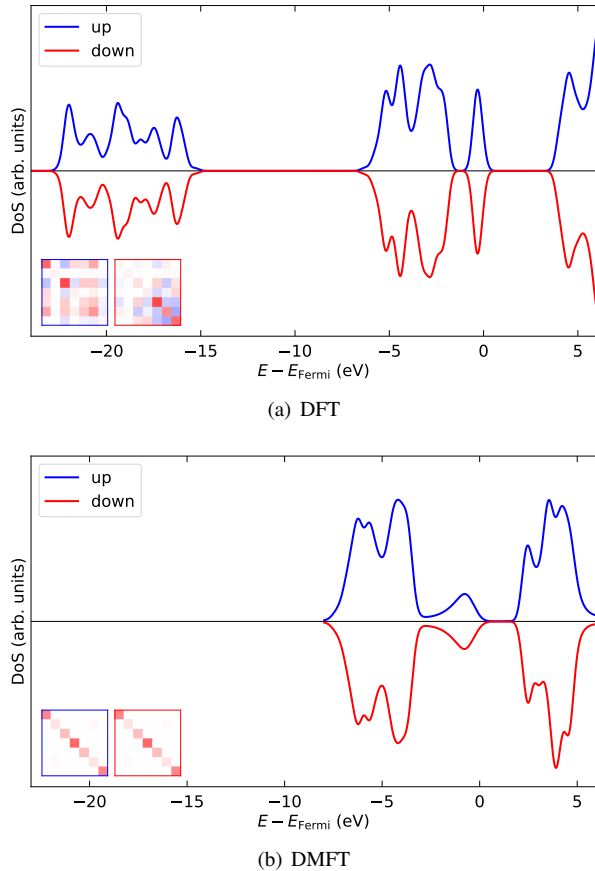 up
down
DoS (arb. units)
−20 −15 −10 −5 0 5
E − E_Fermi (eV)
(a) DFT
up
down
DoS (arb. units)
−20 −15 −10 −5 0 5
E − E_Fermi (eV)
(b) DMFT